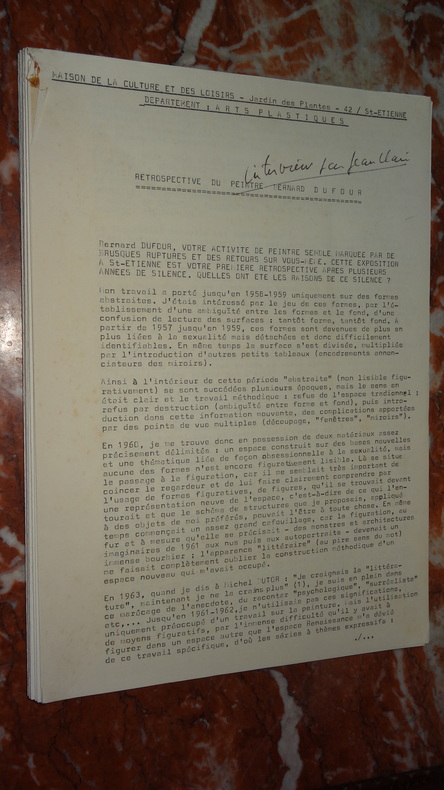 MAISON DE LA CULTURE ET DES LOISIRS - Jardin des Plantes - 42 / St-ETIENNE
DEPARTEMENT : ARTS PLASTIQUES
interview par Jean Clair
RETROSPECTIVE DU PEINTRE BERNARD DUFOUR
Bernard DUFOUR, VOTRE ACTIVITE DE PEINTRE SEMBLE MARQUEE PAR DE
BRUSQUES RUPTURES ET DES RETOURS SUR VOUS-MEME. CETTE EXPOSITION
A St-ETIENNE EST VOTRE PREMIERE RETROSPECTIVE APRES PLUSIEURS
ANNEES DE SILENCE. QUELLES ONT ETE LES RAISONS DE CE SILENCE ?
Mon travail a porté jusqu'en 1958-1959 uniquement sur des formes
abstraites. J'étais intéressé par le jeu de ces formes, par l'é-
tablissement d'une ambiguité entre les formes et le fond, d'une
confusion de lecture des surfaces : tantôt forme, tantôt fond. A
partir de 1957 jusqu'en 1959, ces formes sont devenues de plus en
plus liées à la sexualité mais détachées et donc difficilement
identifiables. En même temps la surface s'est divisée, multipliée
par l'introduction d'autres petits tableaux (encadrements annon-
ciateurs des miroirs).
Ainsi à l'intérieur de cette période "abstraite" (non lisible figu-
rativement) se sont succédées plusieurs époques, mais le sens en
était clair et le travail méthodique : refus de l'espace tradionnel :
refus par destruction (ambiguité entre forme et fond), puis intro-
duction dans cette information mouvante, des complications apportées
par des points de vue multiples (découpage, "fenêtres", "miroirs").
En 1960, je me trouve donc en possession de deux matériaux assez
précisément délimités : un espace construit sur des bases nouvelles
et une thématique liée de façon obsessionnelle à la sexualité, mais
aucune des formes n'est encore figurativement lisible. Là se situe
le passage à la figuration, car il me semblait très important de
coincer le regardeur et de lui faire clairement comprendre par
l'usage de formes figuratives, de figures, qu'il se trouvait devant
une représentation neuve de l'espace, c'est-à-dire de ce qui l'en-
tourait et que le schéma de structures que je proposais, appliqué
à des objets de moi préférés, pouvait l'être à toute chose. En même
temps commençait un assez grand cafouillage, car la figuration, au
fur et à mesure qu'elle se précisait - des monstres et architectures
imaginaires de 1961 aux nus puis aux autoportraits - devenait un
immense bourbier : l'apparence "littéraire" (au pire sens du mot)
ne faisait complètement oublier la construction méthodique d'un
espace nouveau qui m'avait occupé.
En 1963, quand je dis à Michel BUTOR : "Je craignais la "littéra-
ture", maintenant je ne la crains plus" (1), je suis en plein dans
ce marécage de l'anecdote, du raconter "psychologique", "surréaliste"
etc,... Jusqu'en 1961-1962, je n'utilisais pas ces significations,
uniquement préoccupé d'un travail sur la peinture, mais l'utilisation
de moyens figuratifs, par l'immense difficulté qu'il y avait à
figurer dans un espace autre que l'espace Renaissance m'a dévié
de ce travail spécifique, d'où les séries à thèmes expressifs :
./...